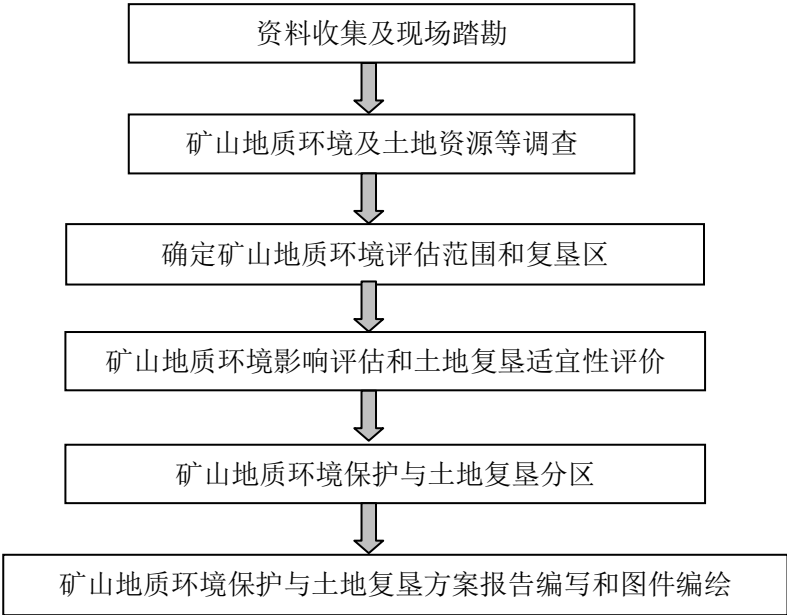 资料收集及现场踏勘
矿山地质环境及土地资源等调查
确定矿山地质环境评估范围和复垦区
矿山地质环境影响评估和土地复垦适宜性评价
矿山地质环境保护与土地复垦分区
矿山地质环境保护与土地复垦方案报告编写和图件编绘